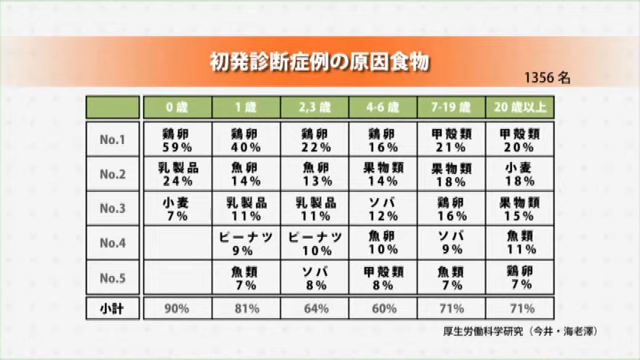 初発診断症例の原因食物
1356 名
0 歳 1 歳 2,3 歳 4-6 歳 7-19 歳 20 歳以上
No.1 鶏卵 59% 鶏卵 40% 鶏卵 22% 鶏卵 16% 甲殻類 21% 甲殻類 20%
No.2 乳製品 24% 魚卵 14% 魚卵 13% 果物類 14% 果物類 18% 小麦 18%
No.3 小麦 7% 乳製品 11% 乳製品 11% ソバ 12% 鶏卵 16% 果物類 15%
No.4 ピーナツ 9% ピーナツ 10% 魚卵 10% ソバ 9% 魚類 11%
No.5 魚類 7% ソバ 8% 甲殻類 8% 魚類 7% 鶏卵 7%
小計 90% 81% 64% 60% 71% 71%
厚生労働科学研究（今井・海老澤）